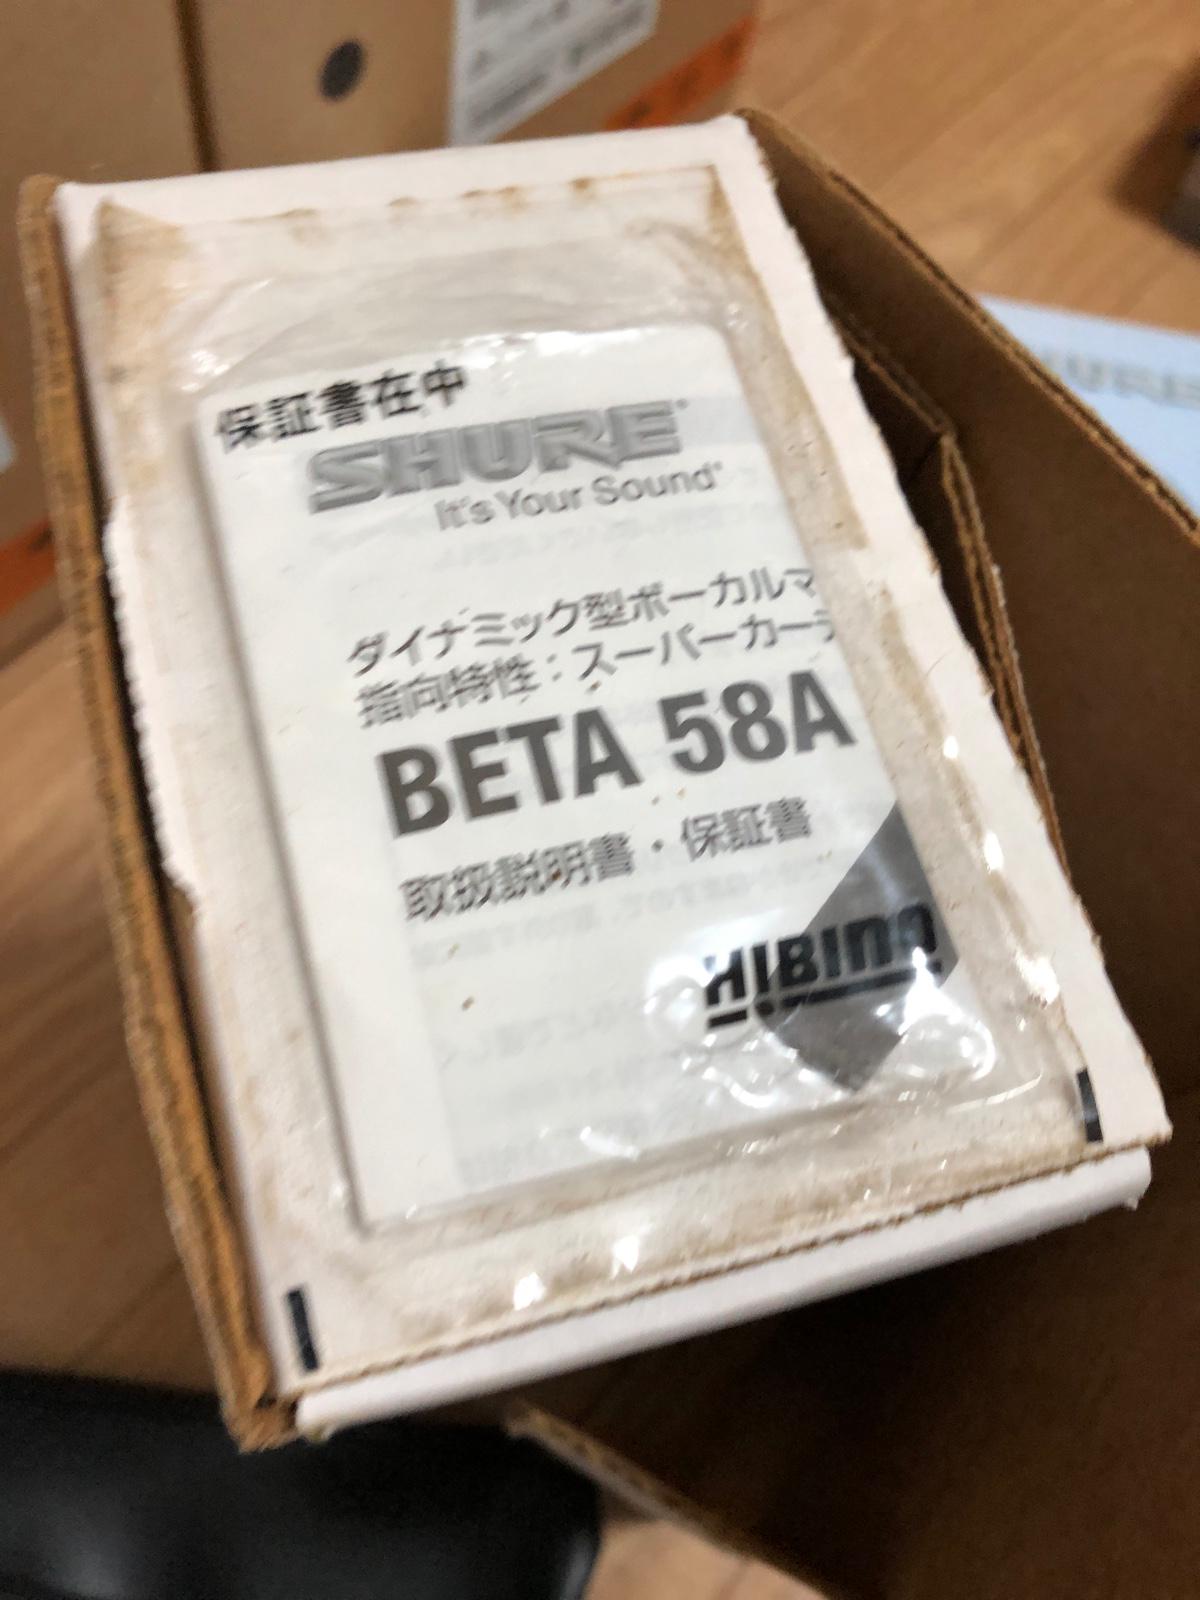 保証書在中
SHURE
It's Your Sound
ダイナミック型ボーカルマ
指向特性：スーパーカーデ
BETA 58A
取扱説明書・保証書
HIBINO